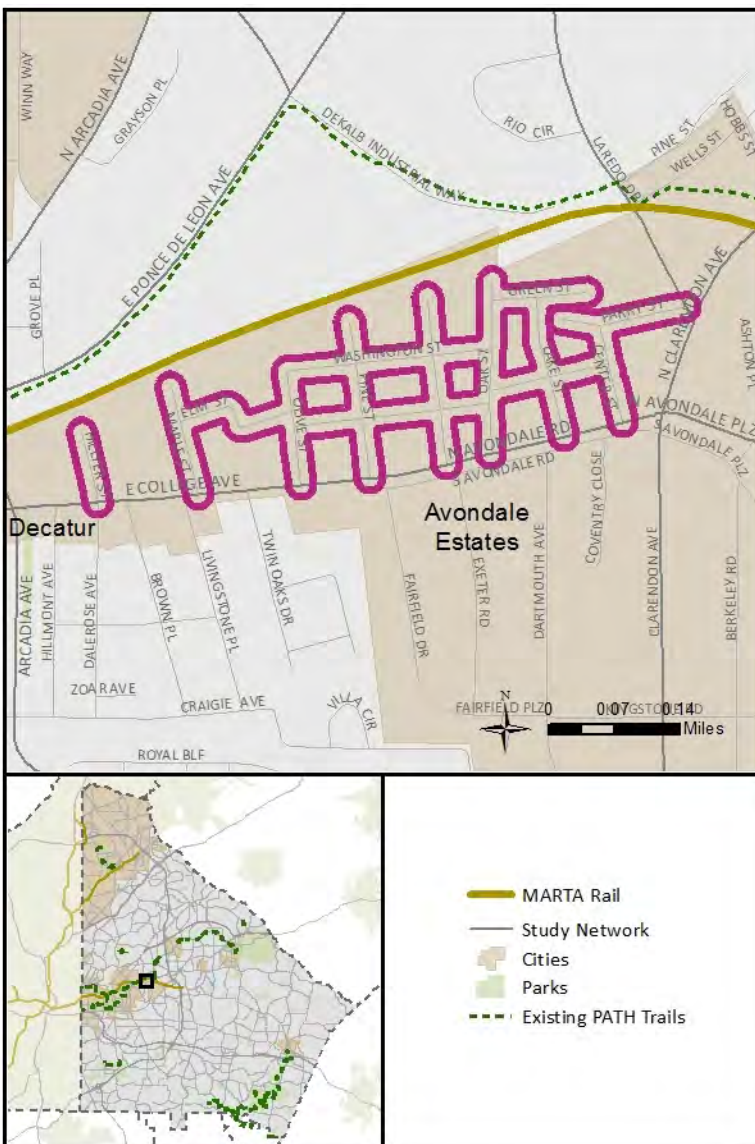 WINN WAY
N ARCADIA AVE
GRAYSON PL
RIO CIR
HOBBS ST
PINE ST
WELLS ST
LAREDO DR
DEKALB INDUSTRIAL WAY
E PONCE DE LEON AVE
GROVE PL
N CLARENDON AVE
GREEN ST
PARRY ST
WASHINGTON ST
ELM ST
MAPLE ST
OLIVE ST
PINE ST
OAK ST
LAKE ST
CENTER ST
N AVONDALE PLZ
S AVONDALE PLZ
N AVONDALE RD
S AVONDALE RD
E COLLEGE AVE
Decatur
Avondale
Estates
ARCADIA AVE
HILLMONT AVE
DALEROSE AVE
BROWN PL
LIVINGSTONE PL
TWIN OAKS DR
FAIRFIELD DR
EXETER RD
DARTMOUTH AVE
COVENTRY CLOSE
CLARENDON AVE
BERKELEY RD
ZOAR AVE
CRAIGIE AVE
VILLA CIR
FAIRFIELD PLZ
ROYAL BLF
N
0 0.07 0.14
Miles
MARTA Rail
Study Network
Cities
Parks
Existing PATH Trails